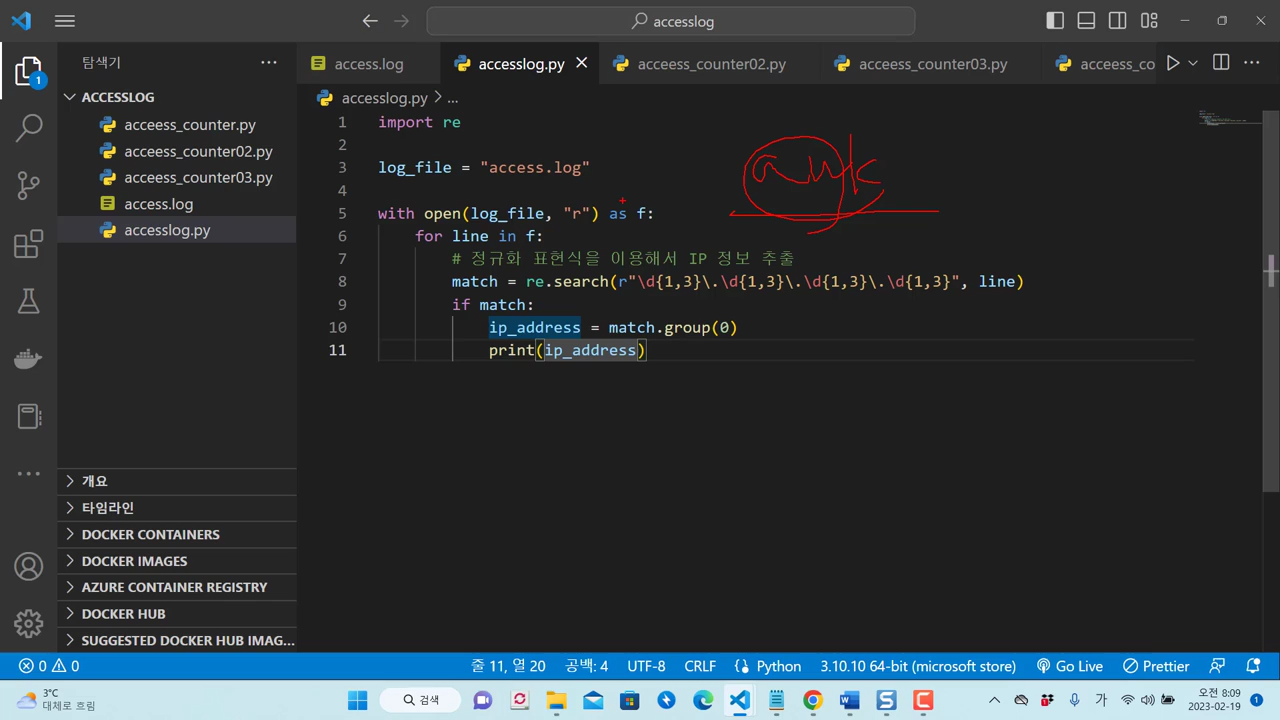 accesslog
탐색기
access.log
accesslog.py
acceess_counter02.py
acceess_counter03.py
acceess_co
1
ACCESSLOG
acceess_counter.py
acceess_counter02.py
acceess_counter03.py
access.log
accesslog.py
accesslog.py > ...
1 import re
2
3 log_file = "access.log"
4
5 with open(log_file, "r") as f:
6 for line in f:
7 # 정규화 표현식을 이용해서 IP 정보 추출
8 match = re.search(r"\d{1,3}\.\d{1,3}\.\d{1,3}\.\d{1,3}", line)
9 if match:
10 ip_address = match.group(0)
11 print(ip_address)
개요
타임라인
DOCKER CONTAINERS
DOCKER IMAGES
AZURE CONTAINER REGISTRY
DOCKER HUB
SUGGESTED DOCKER HUB IMAG...
0 0
줄 11, 열 20
공백: 4
UTF-8
CRLF
Python
3.10.10 64-bit (microsoft store)
Go Live
Prettier
3°C
대체로 흐림
검색
가
오전 8:09
2023-02-19
1